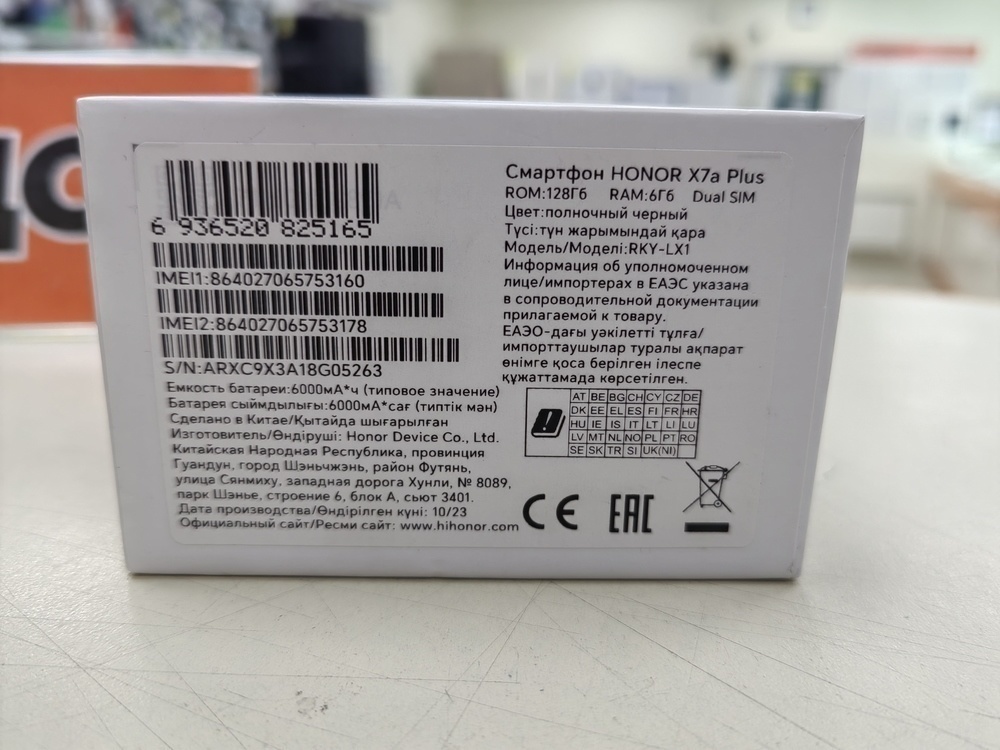 6 936520 825165
IMEI1:864027065753160
IMEI2:864027065753178
S/N:ARXC9X3A18G05263
Емкость батареи:6000мА*ч (типовое значение)
Батарея сыйымдылығы:6000мА*сағ (типтік мән)
Сделано в Китае/Қытайда шығарылған
Изготовитель/Өндіруші: Honor Device Co., Ltd.
Китайская Народная Республика, провинция
Гуандун, город Шэньчжэнь, район Футянь,
улица Сянмиху, западная дорога Хунли, № 8089,
парк Шэнье, строение 6, блок А, сьют 3401.
Дата производства/Өндірілген күні: 10/23
Официальный сайт/Ресми сайт: www.hihonor.com
Смартфон HONOR X7a Plus
ROM:128Гб RAM:6Гб Dual SIM
Цвет:полночный черный
Түсі:түн жарымындай қара
Модель/Моделі:RKY-LX1
Информация об уполномоченном
лице/импортерах в ЕАЭС указана
в сопроводительной документации
прилагаемой к товару.
ЕАЭО-дағы уәкілетті тұлға/
импорттаушылар туралы ақпарат
өнімге қоса берілген ілеспе
құжаттамада көрсетілген.
AT BE BG CH CY CZ DE
DK EE EL ES FI FR HR
HU IE IS IT LT LI LU
LV MT NL NO PL PT RO
SE SK TR SI UK(NI)
CE EAC